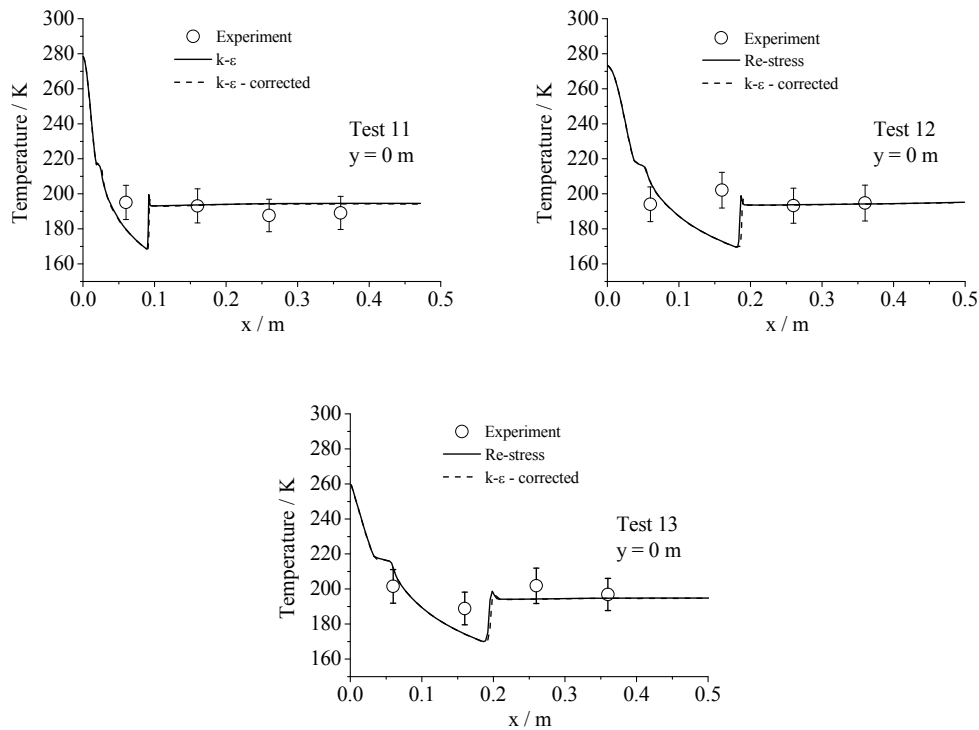 300
280
260
240
220
200
180
160
Temperature / K
Experiment
k-ε
k-ε - corrected
Test 11
y = 0 m
0.0 0.1 0.2 0.3 0.4 0.5
x / m
300
280
260
240
220
200
180
160
Temperature / K
Experiment
Re-stress
k-ε - corrected
Test 12
y = 0 m
0.0 0.1 0.2 0.3 0.4 0.5
x / m
300
280
260
240
220
200
180
160
Temperature / K
Experiment
Re-stress
k-ε - corrected
Test 13
y = 0 m
0.0 0.1 0.2 0.3 0.4 0.5
x / m